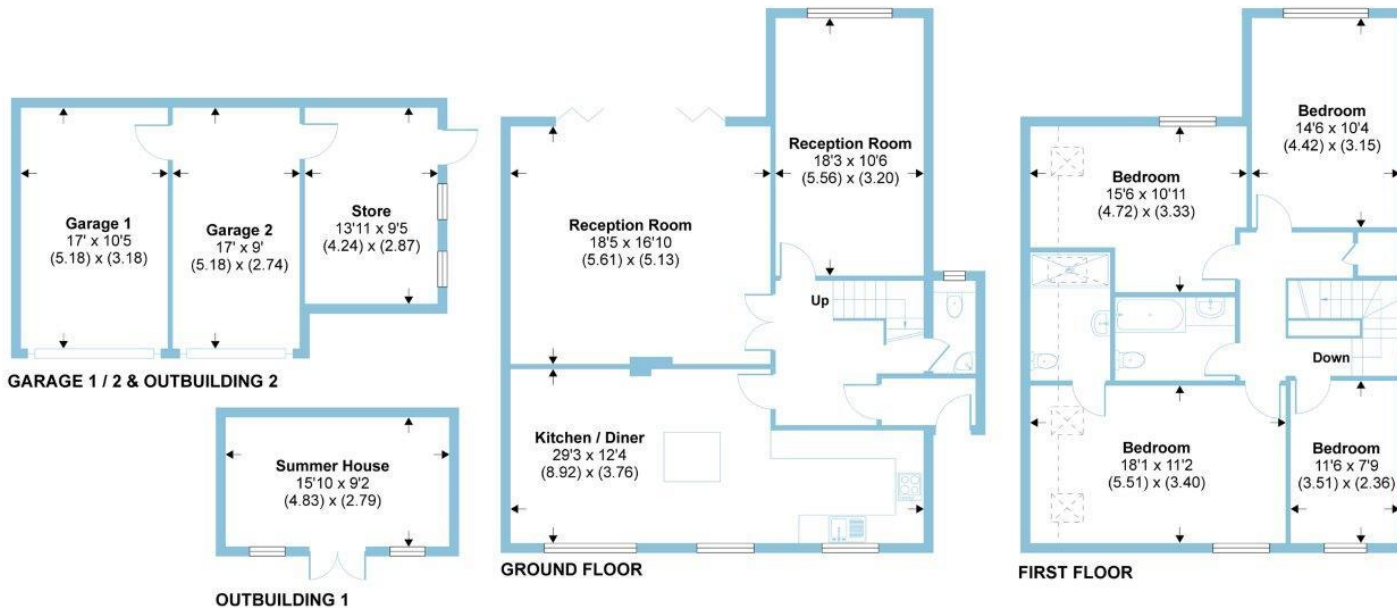 Garage 1
17' x 10'5
(5.18) x (3.18)
Garage 2
17' x 9'
(5.18) x (2.74)
Store
13'11 x 9'5
(4.24) x (2.87)
GARAGE 1 / 2 & OUTBUILDING 2
Summer House
15'10 x 9'2
(4.83) x (2.79)
OUTBUILDING 1
Reception Room
18'3 x 10'6
(5.56) x (3.20)
Reception Room
18'5 x 16'10
(5.61) x (5.13)
Up
Kitchen / Diner
29'3 x 12'4
(8.92) x (3.76)
GROUND FLOOR
Bedroom
14'6 x 10'4
(4.42) x (3.15)
Bedroom
15'6 x 10'11
(4.72) x (3.33)
Down
Bedroom
18'1 x 11'2
(5.51) x (3.40)
Bedroom
11'6 x 7'9
(3.51) x (2.36)
FIRST FLOOR